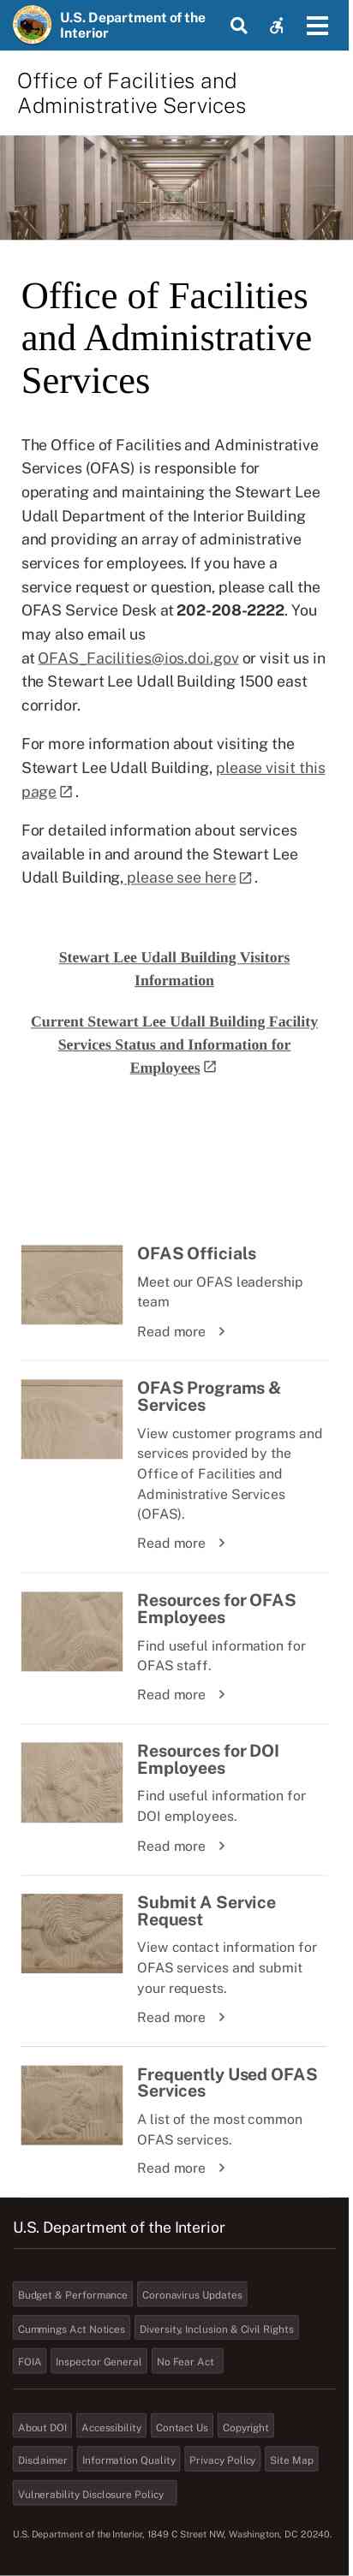 U.S. Department of the
Interior
Office of Facilities and
Administrative Services
Office of Facilities
and Administrative
Services
The Office of Facilities and Administrative
Services (OFAS) is responsible for
operating and maintaining the Stewart Lee
Udall Department of the Interior Building
and providing an array of administrative
services for employees. If you have a
service request or question, please call the
OFAS Service Desk at 202-208-2222. You
may also email us
at OFAS_Facilities@ios.doi.gov or visit us in
the Stewart Lee Udall Building 1500 east
corridor.
For more information about visiting the
Stewart Lee Udall Building, please visit this
page .
For detailed information about services
available in and around the Stewart Lee
Udall Building, please see here .
Stewart Lee Udall Building Visitors
Information
Current Stewart Lee Udall Building Facility
Services Status and Information for
Employees
OFAS Officials
Meet our OFAS leadership
team
Read more
OFAS Programs &
Services
View customer programs and
services provided by the
Office of Facilities and
Administrative Services
(OFAS).
Read more
Resources for OFAS
Employees
Find useful information for
OFAS staff.
Read more
Resources for DOI
Employees
Find useful information for
DOI employees.
Read more
Submit A Service
Request
View contact information for
OFAS services and submit
your requests.
Read more
Frequently Used OFAS
Services
A list of the most common
OFAS services.
Read more
U.S. Department of the Interior
Budget & Performance Coronavirus Updates
Cummings Act Notices Diversity, Inclusion & Civil Rights
FOIA Inspector General No Fear Act
About DOI Accessibility Contact Us Copyright
Disclaimer Information Quality Privacy Policy Site Map
Vulnerability Disclosure Policy
U.S. Department of the Interior, 1849 C Street NW, Washington, DC 20240.